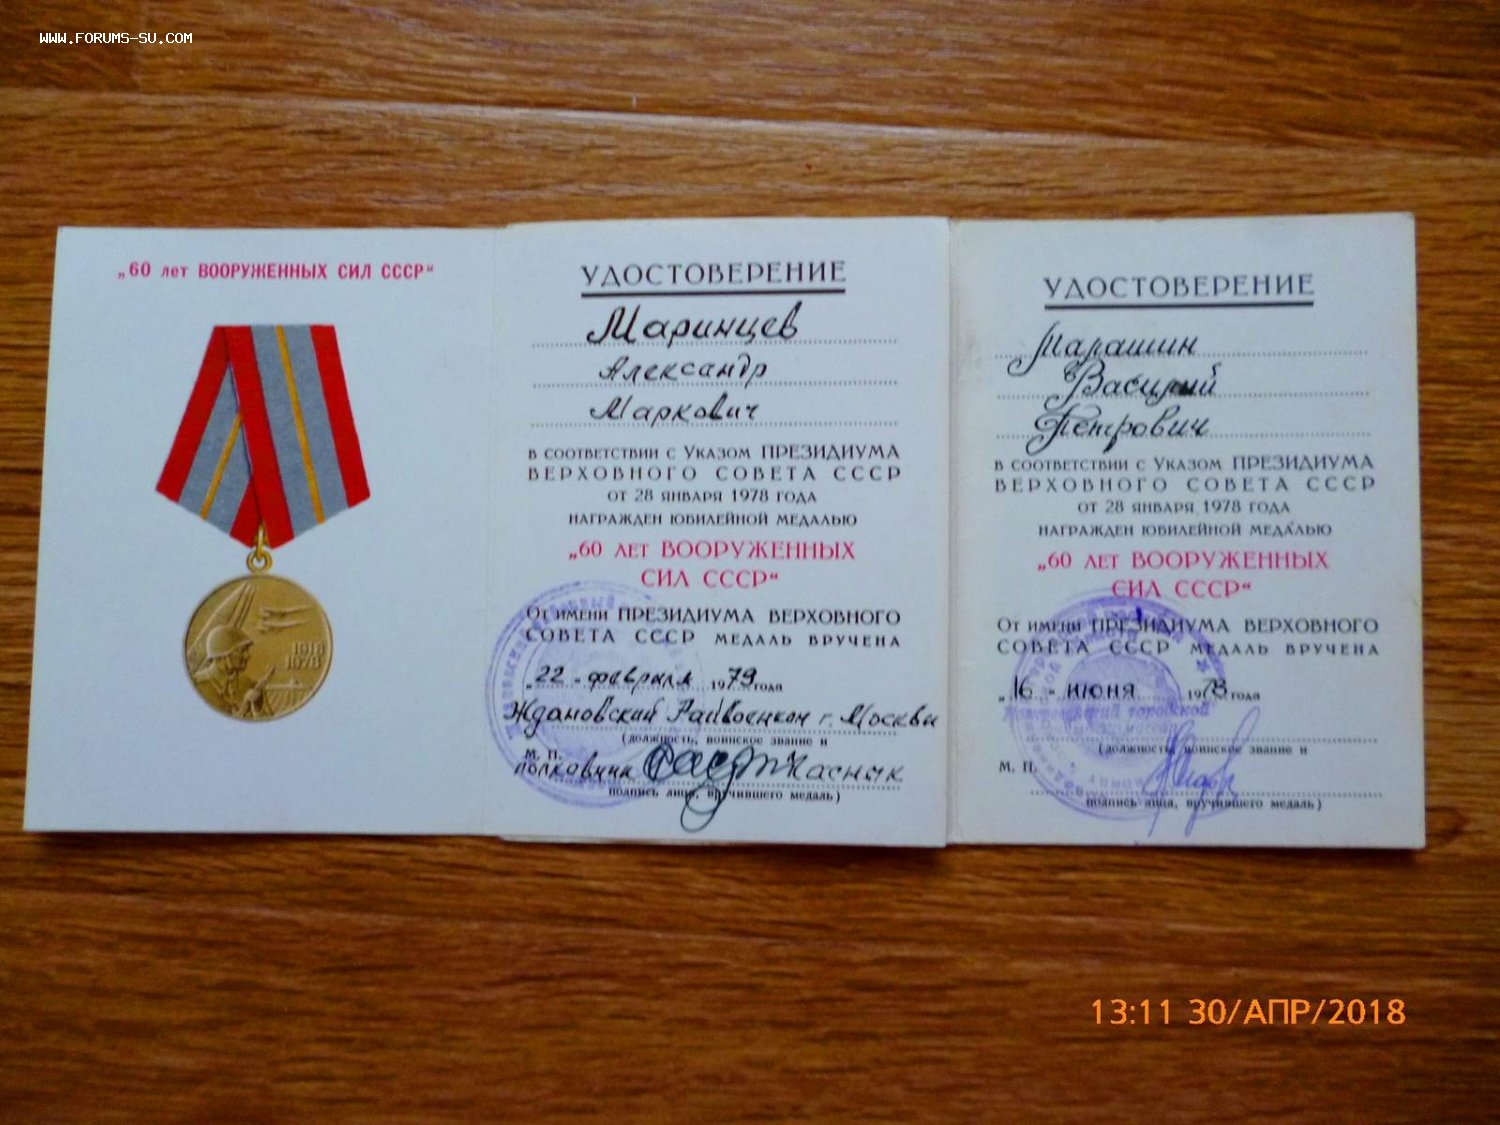 WWW.FORUMS-SU.COM
„60 лет ВООРУЖЕННЫХ СИЛ СССР“
1918
1978
УДОСТОВЕРЕНИЕ
Маринцев
Александр
Маркович
В СООТВЕТСТВИИ С УКАЗОМ ПРЕЗИДИУМА
ВЕРХОВНОГО СОВЕТА СССР
ОТ 28 ЯНВАРЯ 1978 ГОДА
НАГРАЖДЕН ЮБИЛЕЙНОЙ МЕДАЛЬЮ
„60 ЛЕТ ВООРУЖЕННЫХ
СИЛ СССР“
ОТ ИМЕНИ ПРЕЗИДИУМА ВЕРХОВНОГО
СОВЕТА СССР МЕДАЛЬ ВРУЧЕНА
„22 „ февраля 1979 года
Ждановский Райвоенком г. Москвы
(должность, воинское звание и
М. П.
полковник
подпись лица, вручившего медаль)
УДОСТОВЕРЕНИЕ
Василий
Петрович
В СООТВЕТСТВИИ С УКАЗОМ ПРЕЗИДИУМА
ВЕРХОВНОГО СОВЕТА СССР
ОТ 28 ЯНВАРЯ 1978 ГОДА
НАГРАЖДЕН ЮБИЛЕЙНОЙ МЕДАЛЬЮ
„60 ЛЕТ ВООРУЖЕННЫХ
СИЛ СССР“
ОТ ИМЕНИ ПРЕЗИДИУМА ВЕРХОВНОГО
СОВЕТА СССР МЕДАЛЬ ВРУЧЕНА
„16 „ июня 1978 года
(должность, воинское звание и
М. П.
подпись лица, вручившего медаль)
13:11 30/АПР/2018